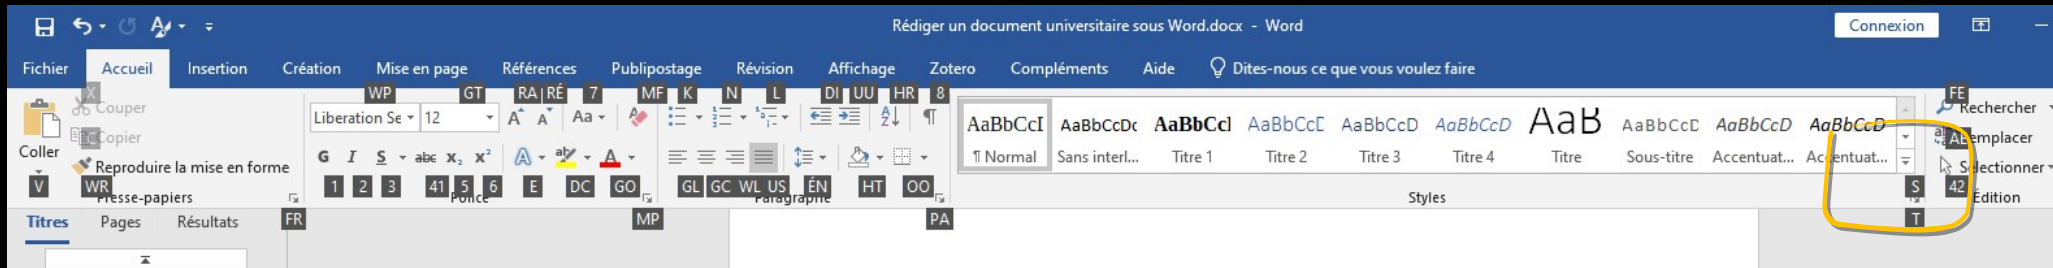 Rédiger un document universitaire sous Word.docx - Word
Connexion
Fichier Accueil Insertion Création Mise en page Références Publipostage Révision Affichage Zotero Compléments Aide Dites-nous ce que vous voulez faire
X WP GT RA RÉ 7 MF K N L DI UU HR 8 FE
Couper Liberation Se 12 Aa AaBbCcI AaBbCcDc AaBbCcl AaBbCcE AaBbCcD AaBbCcD AaB AaBbCcD AaBbCcD AaBbCcD Rechercher
C Copier
Coller G I S abc X₂ X² A aby A ¶ Normal Sans interl... Titre 1 Titre 2 Titre 3 Titre 4 Titre Sous-titre Accentuat... Accentuat... AEemplacer
Reproduire la mise en forme Sélectionner
V WR 1 2 3 41 5 6 E DC GO GL GC WL US ÉN HT OO S 42
Presse-papiers Police Paragraphe Styles Édition
FR MP PA T
Titres Pages Résultats